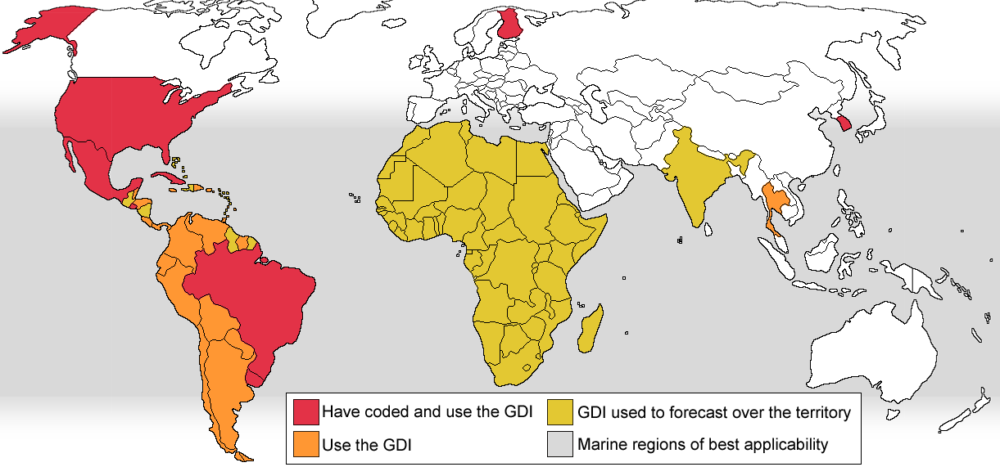 Have coded and use the GDI
GDI used to forecast over the territory
Use the GDI
Marine regions of best applicability